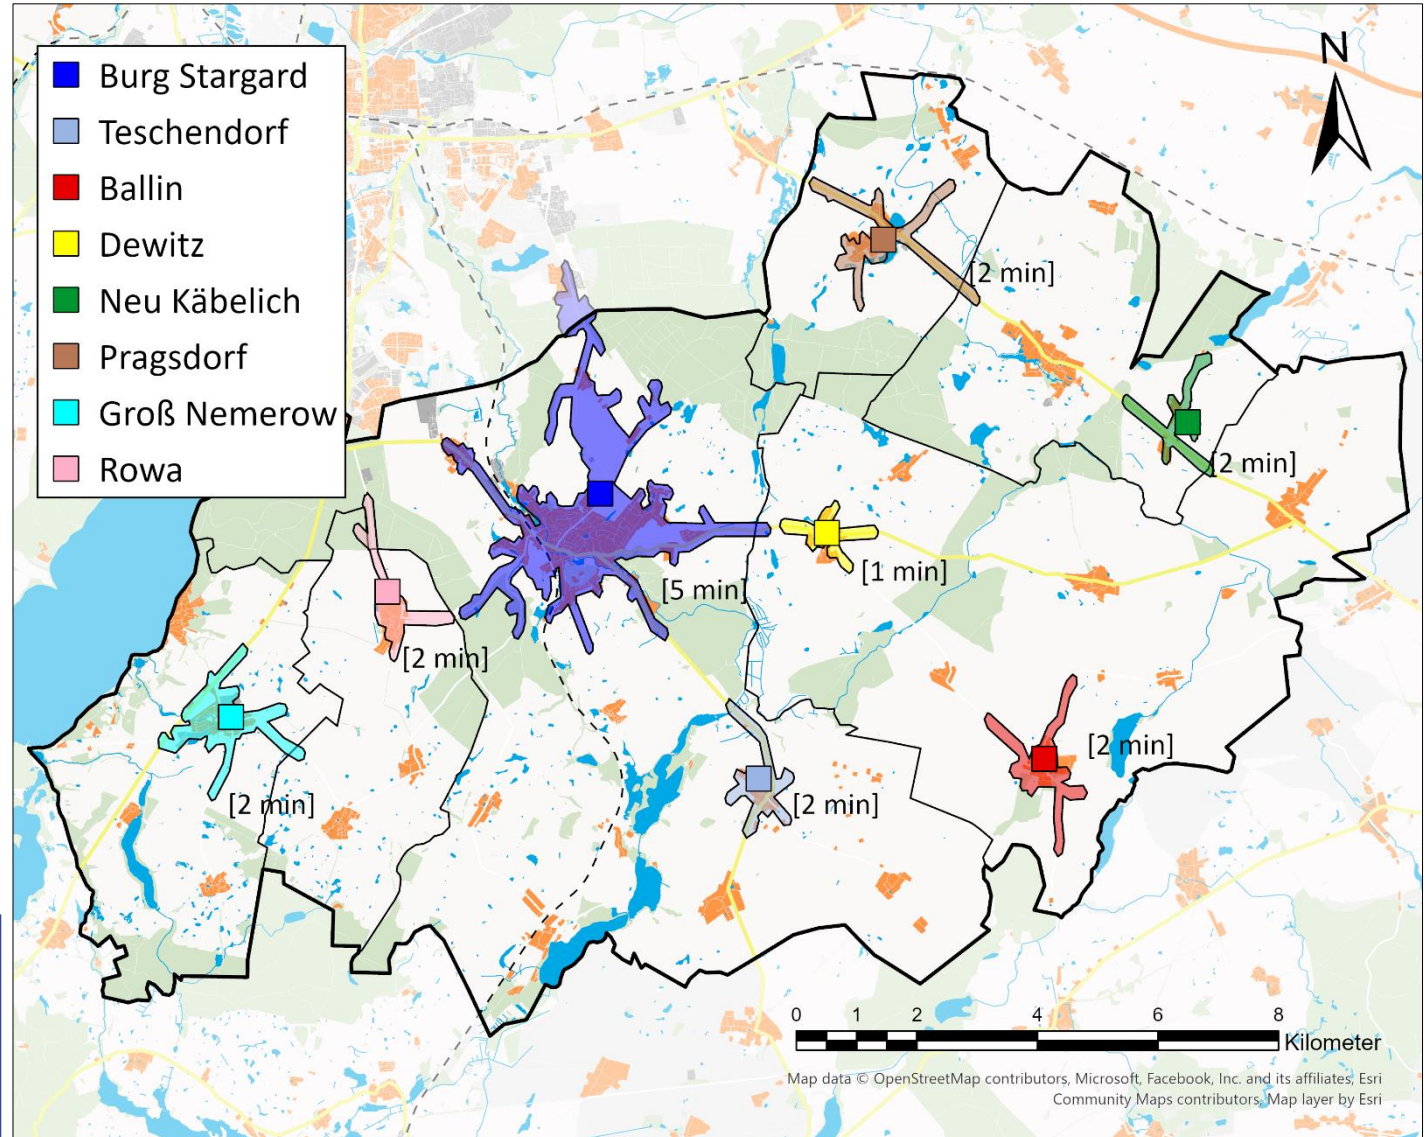 Burg Stargard
Teschendorf
Ballin
Dewitz
Neu Käbelich
Pragsdorf
Groß Nemerow
Rowa
N
[2 min]
[2 min]
[1 min]
[5 min]
[2 min]
[2 min]
[2 min]
[2 min]
0 1 2 4 6 8
Kilometer
Map data © OpenStreetMap contributors, Microsoft, Facebook, Inc. and its affiliates, Esri
Community Maps contributors, Map layer by Esri